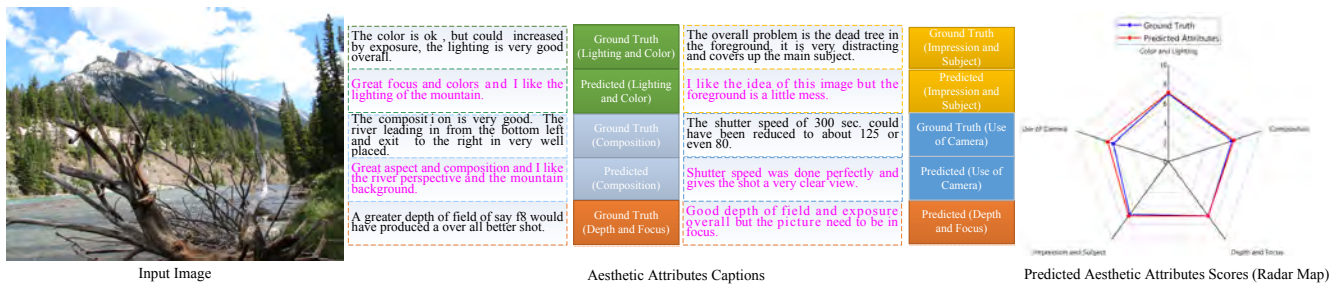 The color is ok , but could increased
by exposure, the lighting is very good
overall.
Ground Truth
(Lighting and Color)
Great focus and colors and I like the
lighting of the mountain.
Predicted (Lighting
and Color)
The composition is very good. The
river leading in from the bottom left
and exit to the right in very well
placed.
Ground Truth
(Composition)
Great aspect and composition and I like
the river perspective and the mountain
background.
Predicted
(Composition)
A greater depth of field of say f8 would
have produced a over all better shot.
Ground Truth
(Depth and Focus)
The overall problem is the dead tree in
the foreground, it is very distracting
and covers up the main subject.
Ground Truth
(Impression and
Subject)
I like the idea of this image but the
foreground is a little mess.
Predicted
(Impression and
Subject)
The shutter speed of 300 sec. could
have been reduced to about 125 or
even 80.
Ground Truth (Use
of Camera)
Shutter speed was done perfectly and
gives the shot a very clear view.
Predicted (Use of
Camera)
Good depth of field and exposure
overall but the picture need to be in
focus.
Predicted (Depth
and Focus)
Ground Truth
Predicted Attributes
Color and Lighting
10
8
6
4
2
Use of Camera
Composition
Impression and Subject
Depth and Focus
Input Image
Aesthetic Attributes Captions
Predicted Aesthetic Attributes Scores (Radar Map)